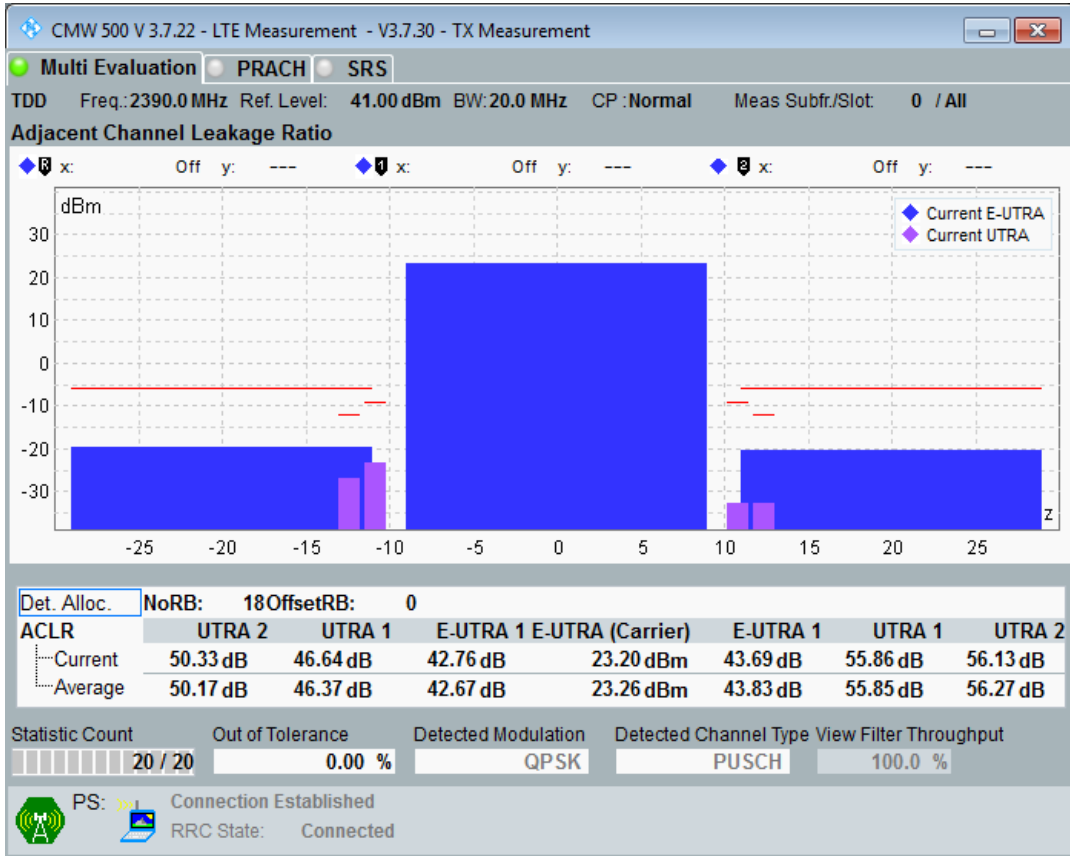 CMW 500 V 3.7.22 - LTE Measurement - V3.7.30 - TX Measurement
Multi Evaluation PRACH SRS
TDD Freq.: 2390.0 MHz Ref. Level: 41.00 dBm BW: 20.0 MHz CP : Normal Meas Subfr./Slot: 0 / All
Adjacent Channel Leakage Ratio
R x: Off y: --- 1 x: Off y: --- 2 x: Off y: ---
dBm
Current E-UTRA
Current UTRA
30
20
10
0
-10
-20
-30
z
-25 -20 -15 -10 -5 0 5 10 15 20 25
Det. Alloc. NoRB: 18 OffsetRB: 0
ACLR UTRA 2 UTRA 1 E-UTRA 1 E-UTRA (Carrier) E-UTRA 1 UTRA 1 UTRA 2
Current 50.33 dB 46.64 dB 42.76 dB 23.20 dBm 43.69 dB 55.86 dB 56.13 dB
Average 50.17 dB 46.37 dB 42.67 dB 23.26 dBm 43.83 dB 55.85 dB 56.27 dB
Statistic Count Out of Tolerance Detected Modulation Detected Channel Type View Filter Throughput
20 / 20 0.00 % QPSK PUSCH 100.0 %
PS: Connection Established
RRC State: Connected